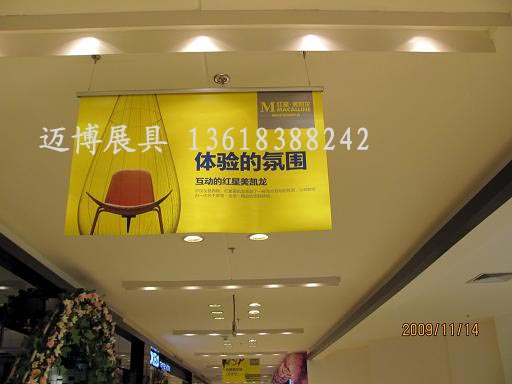 M 红星·美凯龙
MACALLINE
迈博展具 13618388242
体验的氛围
互动的红星美凯龙
2009/11/14